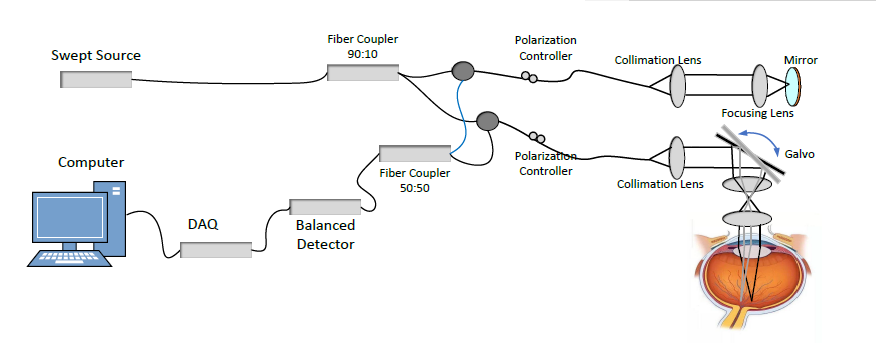 Swept Source
Fiber Coupler
90:10
Polarization
Controller
Collimation Lens
Mirror
Focusing Lens
Galvo
Polarization
Controller
Collimation Lens
Fiber Coupler
50:50
Computer
DAQ
Balanced
Detector